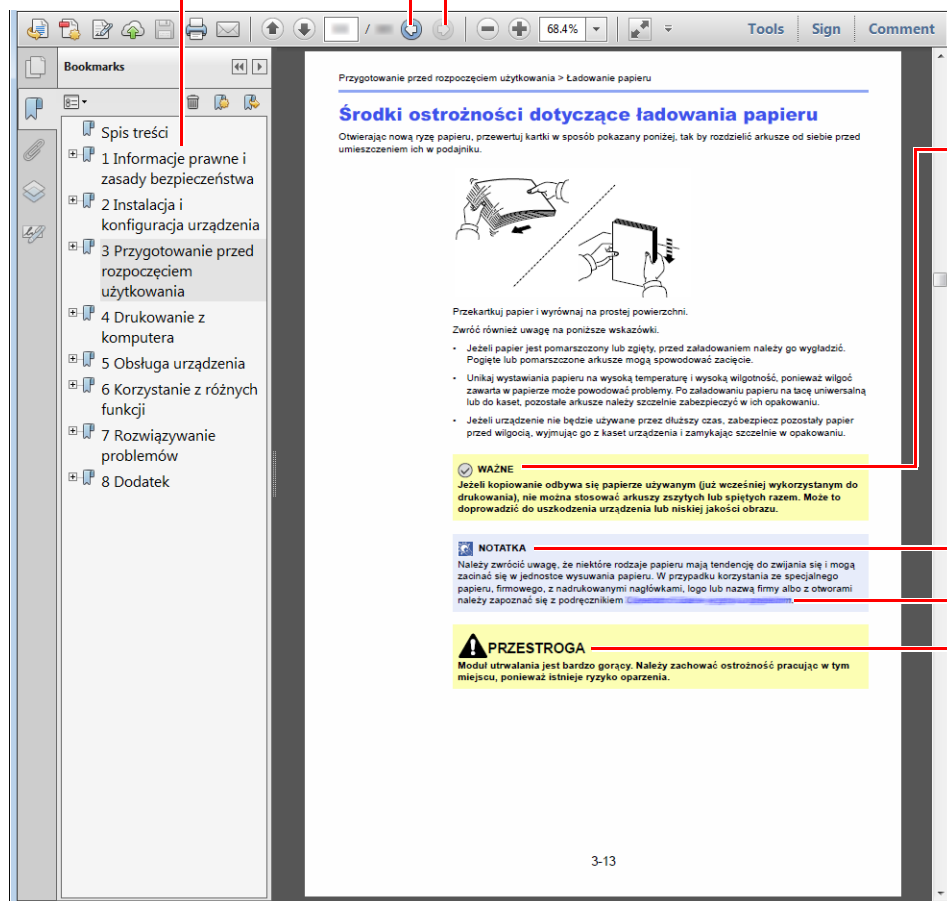 /
68.4%
Tools
Sign
Comment
Bookmarks
Spis treści
1 Informacje prawne i
zasady bezpieczeństwa
2 Instalacja i
konfiguracja urządzenia
3 Przygotowanie przed
rozpoczęciem
użytkowania
4 Drukowanie z
komputera
5 Obsługa urządzenia
6 Korzystanie z różnych
funkcji
7 Rozwiązywanie
problemów
8 Dodatek
Przygotowanie przed rozpoczęciem użytkowania > Ładowanie papieru
Środki ostrożności dotyczące ładowania papieru
Otwierając nową ryzę papieru, przewertuj kartki w sposób pokazany poniżej, tak by rozdzielić arkusze od siebie przed
umieszczeniem ich w podajniku.
Przekartkuj papier i wyrównaj na prostej powierzchni.
Zwróć również uwagę na poniższe wskazówki.
• Jeżeli papier jest pomarszczony lub zgięty, przed załadowaniem należy go wygładzić.
Pogięte lub pomarszczone arkusze mogą spowodować zacięcie.
• Unikaj wystawiania papieru na wysoką temperaturę i wysoką wilgotność, ponieważ wilgoć
zawarta w papierze może powodować problemy. Po załadowaniu papieru na tacę uniwersalną
lub do kaset, pozostałe arkusze należy szczelnie zabezpieczyć w ich opakowaniu.
• Jeżeli urządzenie nie będzie używane przez dłuższy czas, zabezpiecz pozostały papier
przed wilgocią, wyjmując go z kaset urządzenia i zamykając szczelnie w opakowaniu.
WAŻNE
Jeżeli kopiowanie odbywa się papierze używanym (już wcześniej wykorzystanym do
drukowania), nie można stosować arkuszy zszytych lub spiętych razem. Może to
doprowadzić do uszkodzenia urządzenia lub niskiej jakości obrazu.
NOTATKA
Należy zwrócić uwagę, że niektóre rodzaje papieru mają tendencję do zwijania się i mogą
zacinać się w jednostce wysuwania papieru. W przypadku korzystania ze specjalnego
papieru, firmowego, z nadrukowanymi nagłówkami, logo lub nazwą firmy albo z otworami
należy zapoznać się z podręcznikiem
PRZESTROGA
Moduł utrwalania jest bardzo gorący. Należy zachować ostrożność pracując w tym
miejscu, ponieważ istnieje ryzyko oparzenia.
3-13